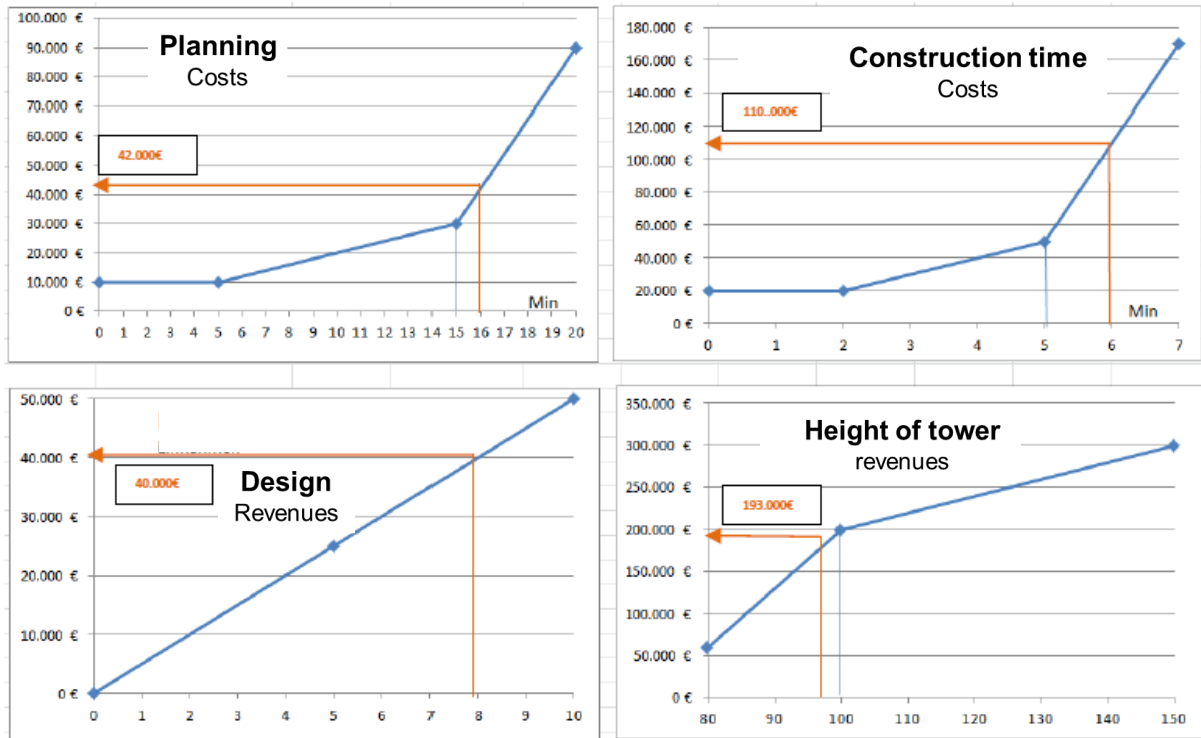 Planning
Costs
100.000 €
90.000 €
80.000 €
70.000 €
60.000 €
50.000 €
40.000 €
30.000 €
20.000 €
10.000 €
0 €
42.000€
Min
0 1 2 3 4 5 6 7 8 9 10 11 12 13 14 15 16 17 18 19 20
Construction time
Costs
180.000 €
160.000 €
140.000 €
120.000 €
100.000 €
80.000 €
60.000 €
40.000 €
20.000 €
0 €
110..000€
Min
0 1 2 3 4 5 6 7
50.000 €
40.000 €
30.000 €
20.000 €
10.000 €
0 €
40.000€
Design
Revenues
0 1 2 3 4 5 6 7 8 9 10
Height of tower
revenues
350.000 €
300.000 €
250.000 €
200.000 €
150.000 €
100.000 €
50.000 €
0 €
193.000€
80 90 100 110 120 130 140 150